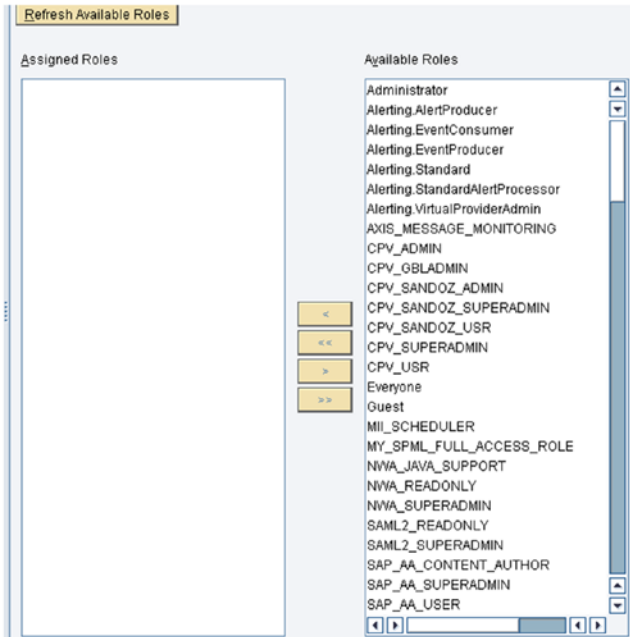 Refresh Available Roles
Assigned Roles
Available Roles
Administrator
Alerting.AlertProducer
Alerting.EventConsumer
Alerting.EventProducer
Alerting.Standard
Alerting.StandardAlertProcessor
Alerting.VirtualProviderAdmin
AXIS_MESSAGE_MONITORING
CPV_ADMIN
CPV_GBLADMIN
CPV_SANDOZ_ADMIN
CPV_SANDOZ_SUPERADMIN
CPV_SANDOZ_USR
CPV_SUPERADMIN
CPV_USR
Everyone
Guest
MII_SCHEDULER
MY_SPML_FULL_ACCESS_ROLE
NWA_JAVA_SUPPORT
NWA_READONLY
NWA_SUPERADMIN
SAML2_READONLY
SAML2_SUPERADMIN
SAP_AA_CONTENT_AUTHOR
SAP_AA_SUPERADMIN
SAP_AA_USER
<
<<
>
>>